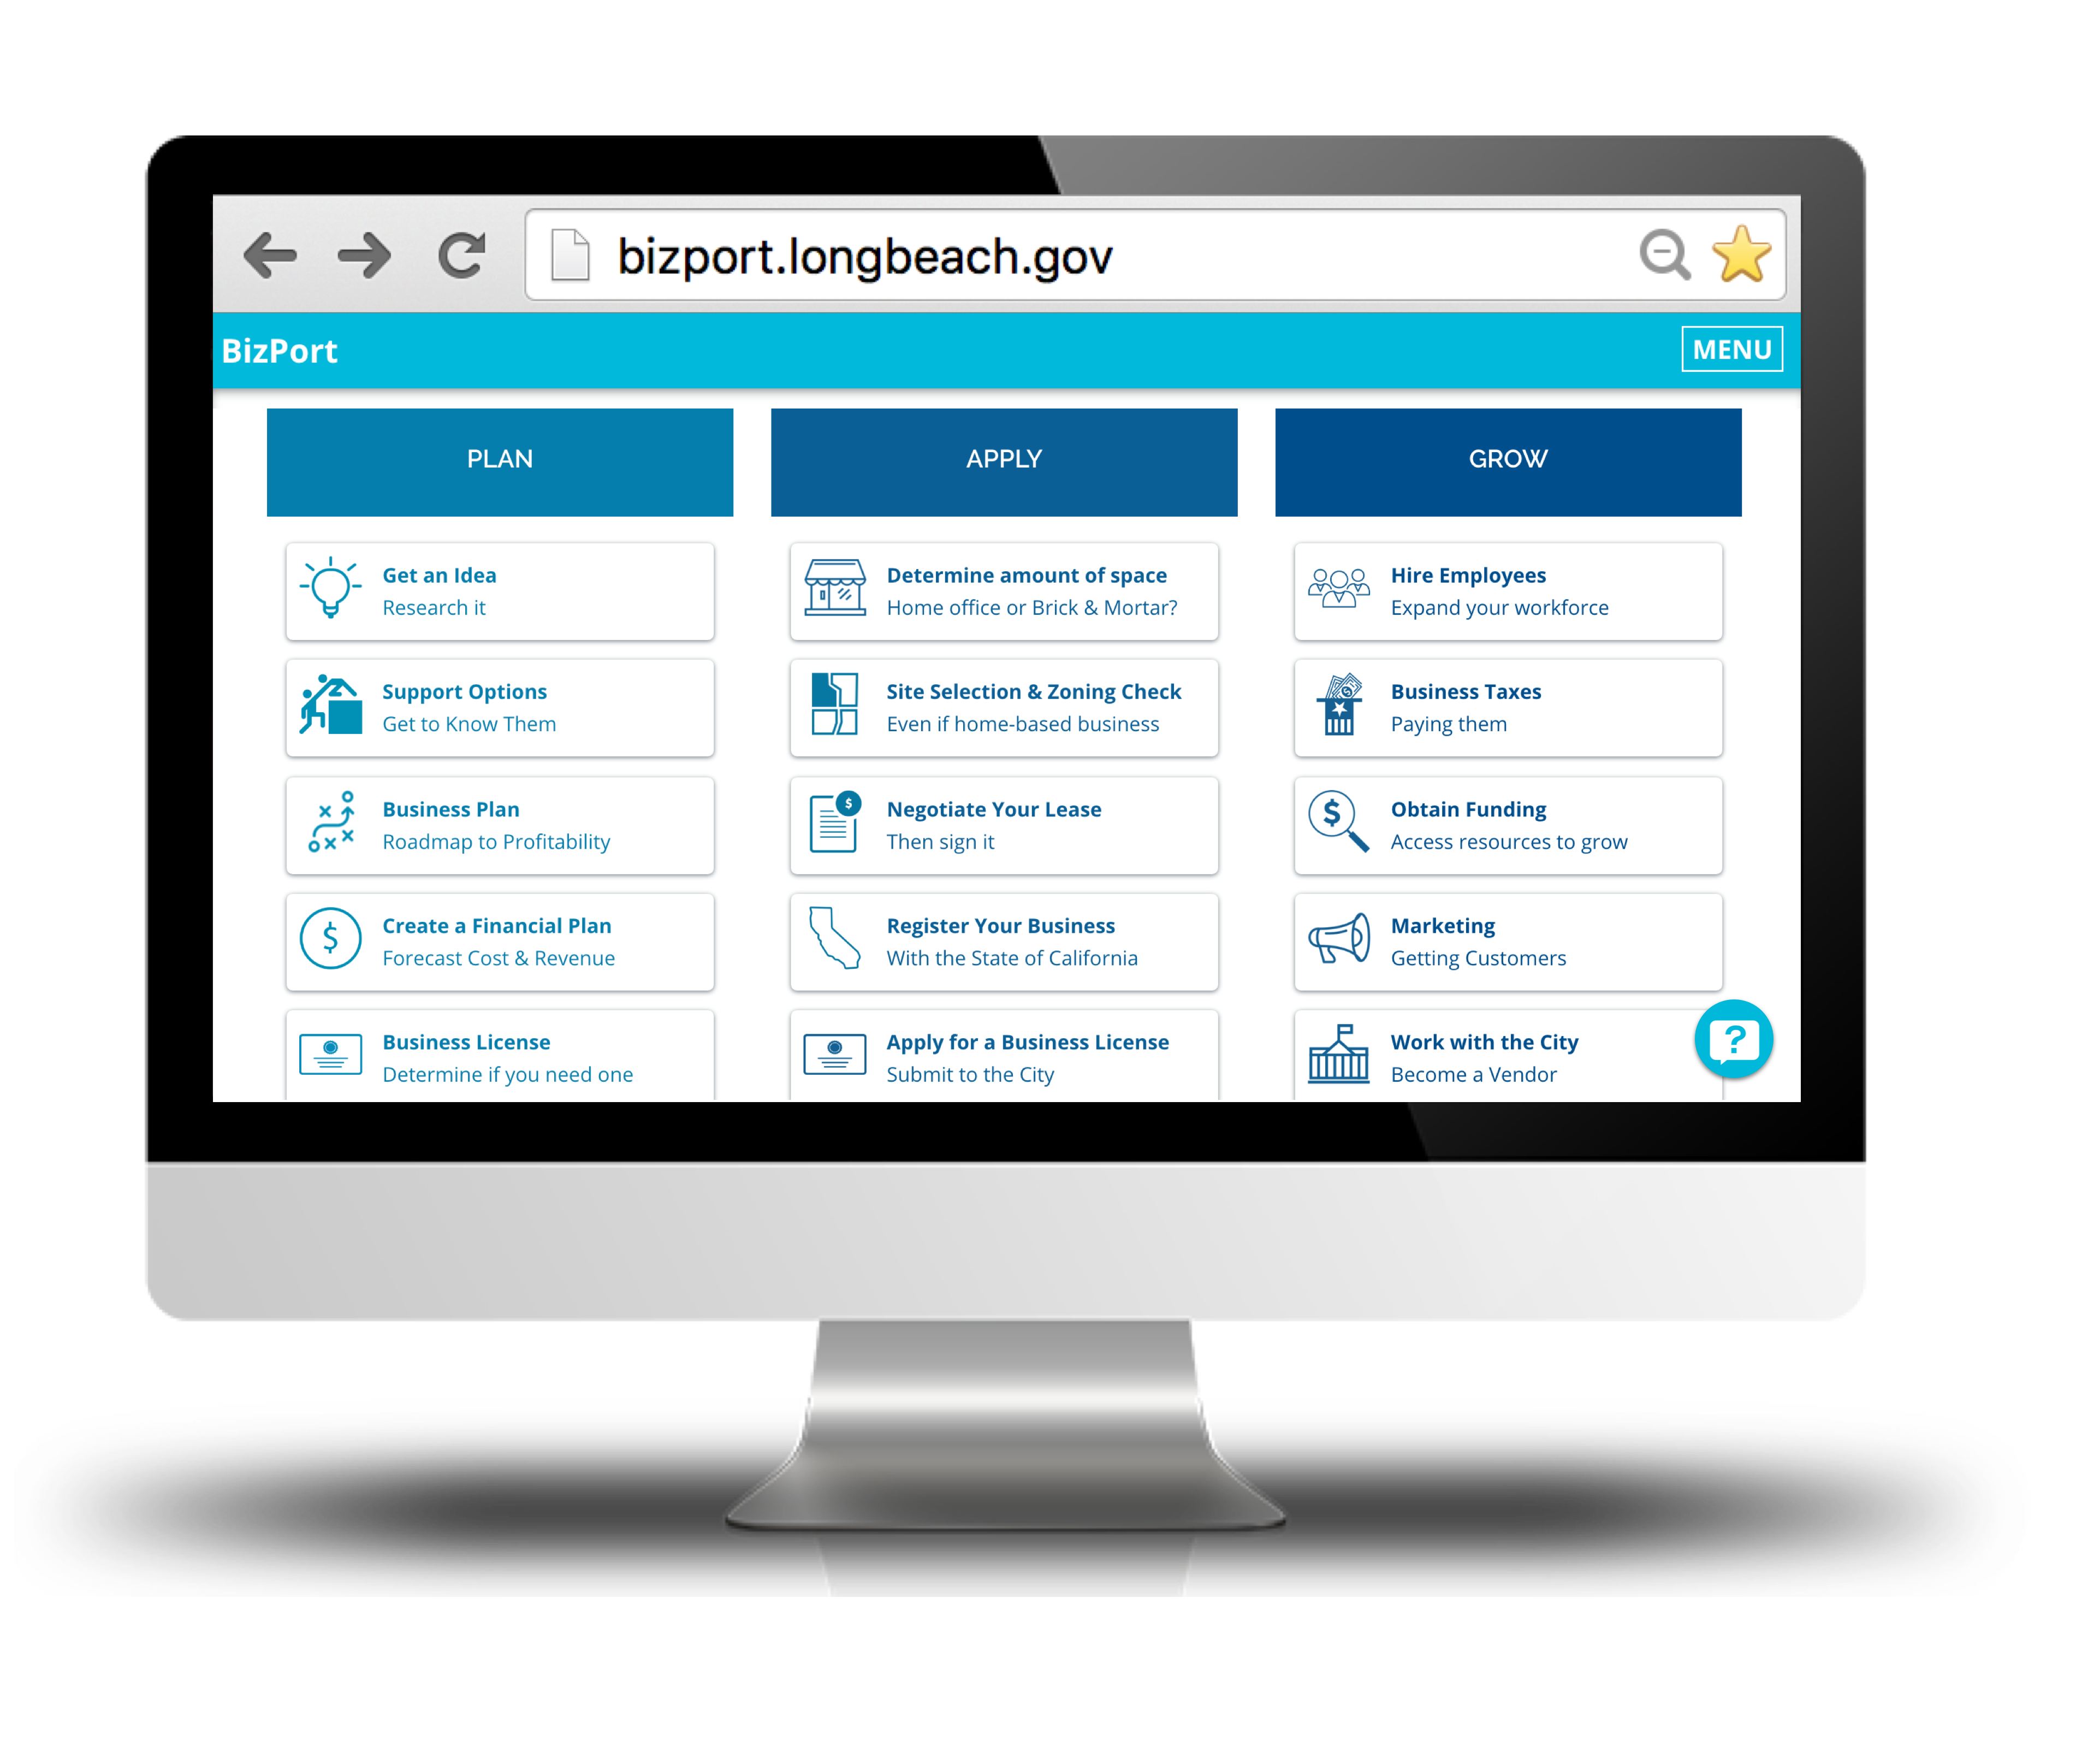 bizport.longbeach.gov
BizPort
MENU
PLAN
APPLY
GROW
Get an Idea
Research it
Support Options
Get to Know Them
Business Plan
Roadmap to Profitability
Create a Financial Plan
Forecast Cost & Revenue
Business License
Determine if you need one
Determine amount of space
Home office or Brick & Mortar?
Site Selection & Zoning Check
Even if home-based business
Negotiate Your Lease
Then sign it
Register Your Business
With the State of California
Apply for a Business License
Submit to the City
Hire Employees
Expand your workforce
Business Taxes
Paying them
Obtain Funding
Access resources to grow
Marketing
Getting Customers
Work with the City
Become a Vendor